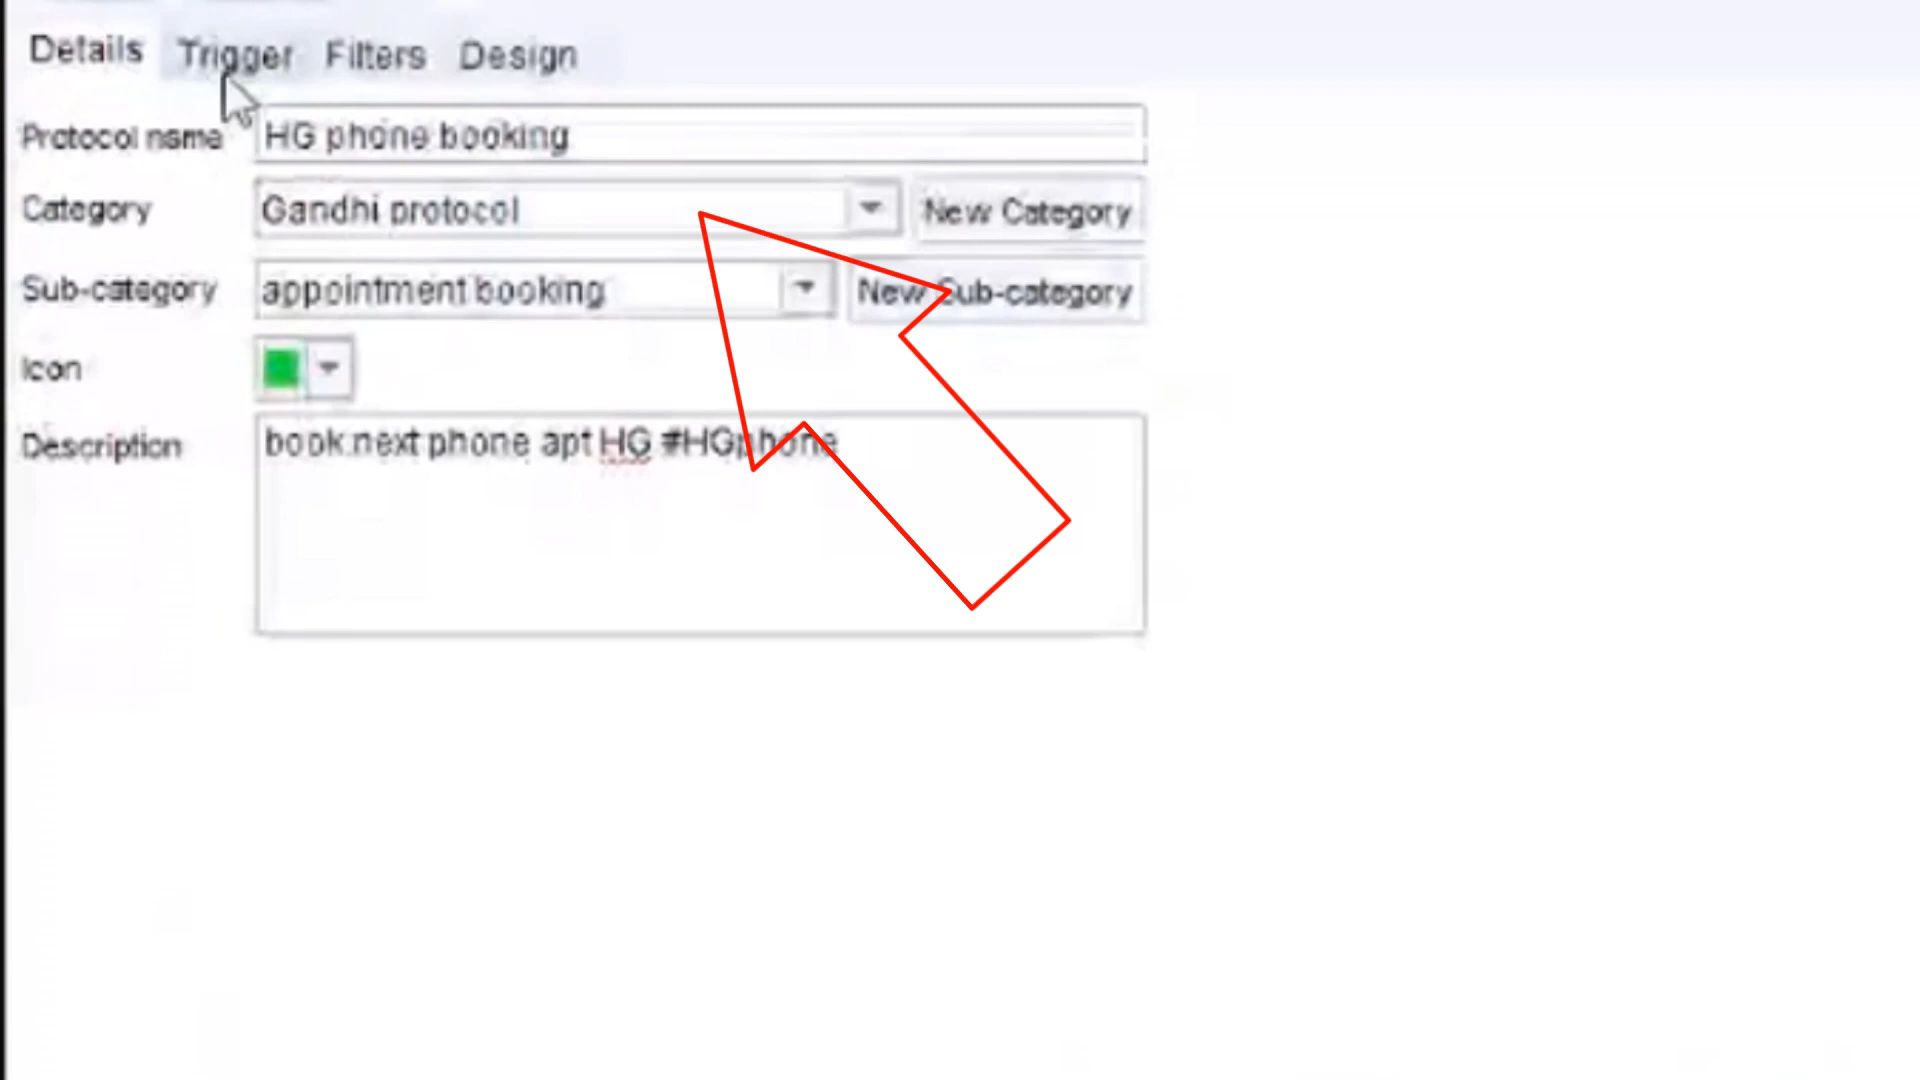 Details Trigger Filters Design
Protocol name HG phone booking
Category Gandhi protocol New Category
Sub-category appointment booking New Sub-category
Icon
Description book next phone apt HG #HGphone